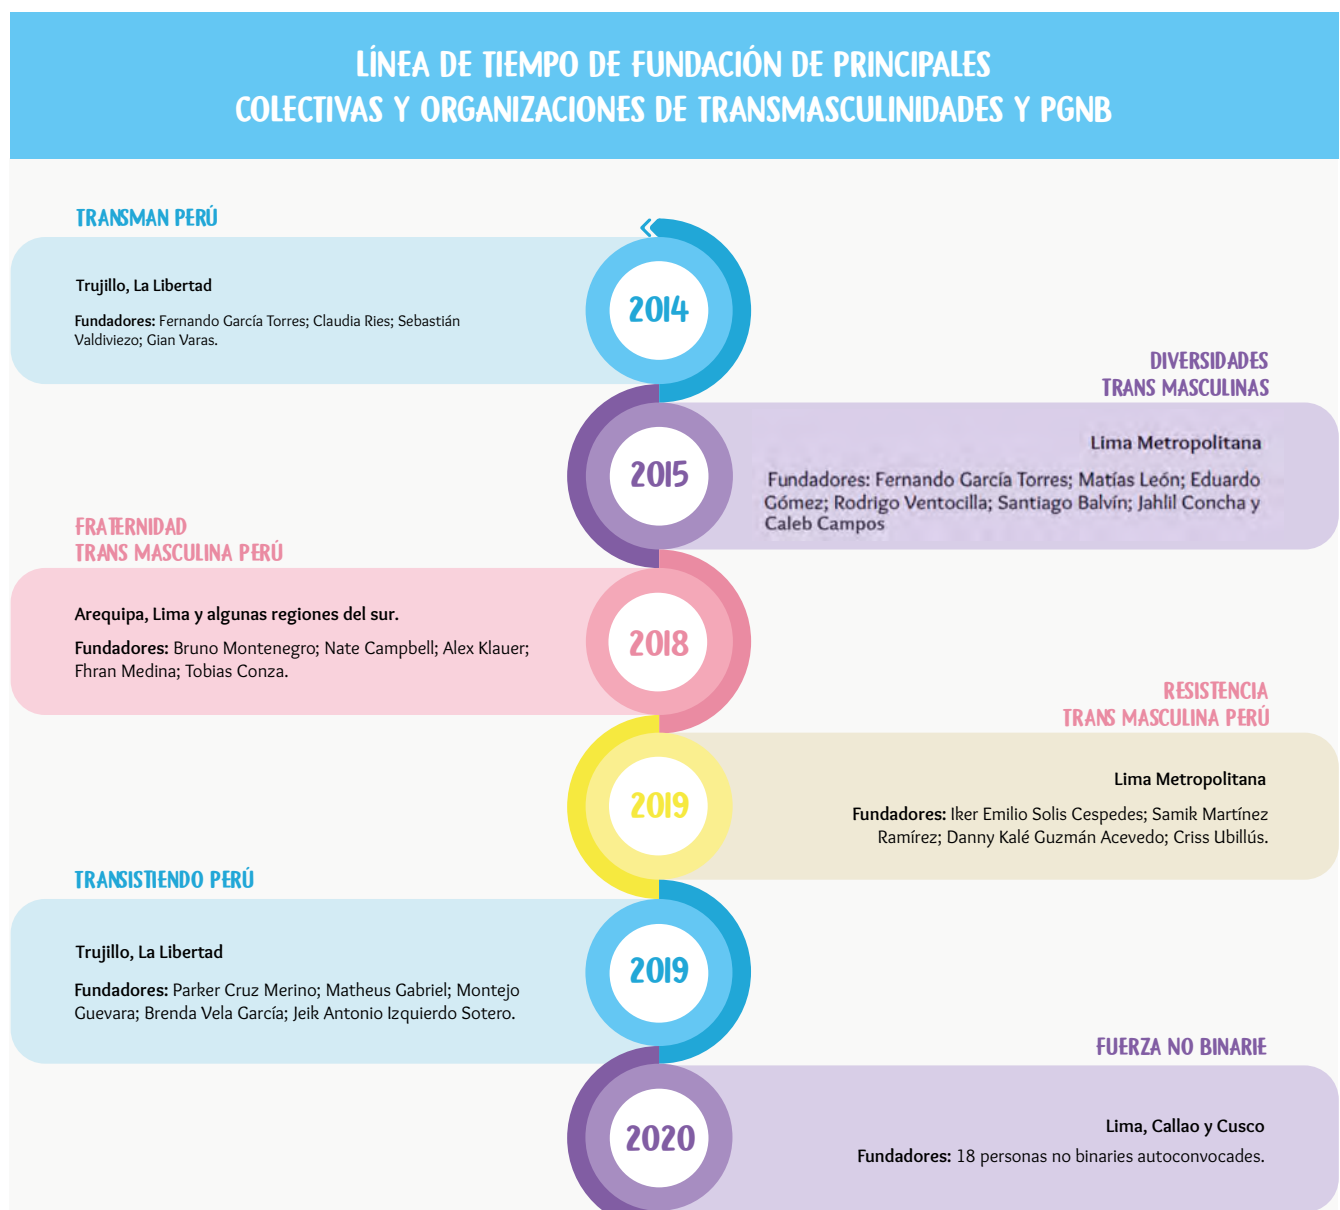 LÍNEA DE TIEMPO DE FUNDACIÓN DE PRINCIPALES
COLECTIVAS Y ORGANIZACIONES DE TRANSMASCULINIDADES Y PGNB
TRANSMAN PERÚ
Trujillo, La Libertad
Fundadores: Fernando García Torres; Claudia Ries; Sebastián
Valdiviezo; Gian Varas.
2014
DIVERSIDADES
TRANS MASCULINAS
2015
Lima Metropolitana
Fundadores: Fernando García Torres; Matías León; Eduardo
Gómez; Rodrigo Ventocilla; Santiago Balvín; Jahlil Concha y
Caleb Campos
FRATERNIDAD
TRANS MASCULINA PERÚ
Arequipa, Lima y algunas regiones del sur.
Fundadores: Bruno Montenegro; Nate Campbell; Alex Klauer;
Fhran Medina; Tobias Conza.
2018
RESISTENCIA
TRANS MASCULINA PERÚ
2019
Lima Metropolitana
Fundadores: Iker Emilio Solis Cespedes; Samik Martínez
Ramírez; Danny Kalé Guzmán Acevedo; Criss Ubillús.
TRANSISTIENDO PERÚ
Trujillo, La Libertad
Fundadores: Parker Cruz Merino; Matheus Gabriel; Montejo
Guevara; Brenda Vela García; Jeik Antonio Izquierdo Sotero.
2019
FUERZA NO BINARIE
2020
Lima, Callao y Cusco
Fundadores: 18 personas no binaries autoconvocades.